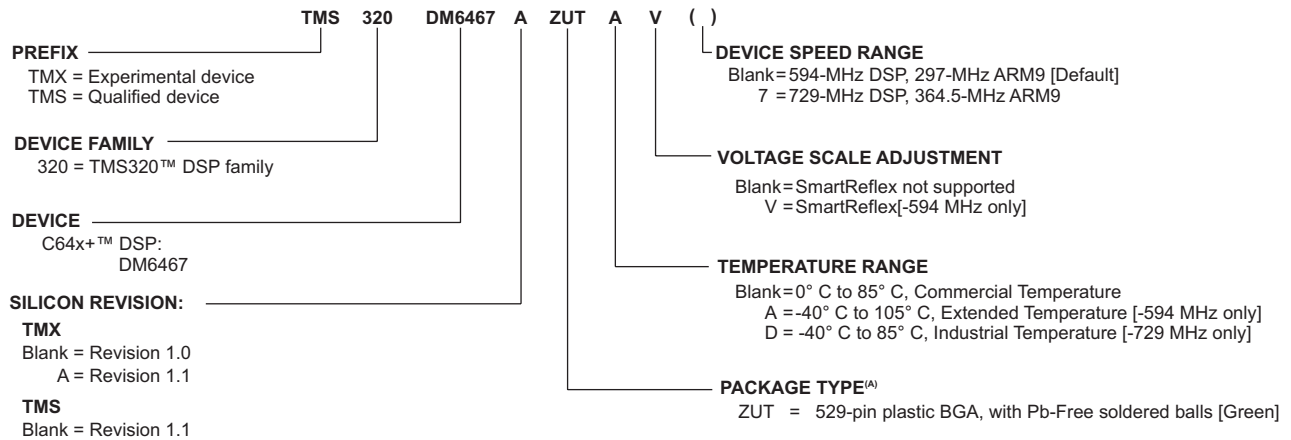 TMS 320 DM6467 A ZUT A V ( )
PREFIX
TMX = Experimental device
TMS = Qualified device
DEVICE FAMILY
320 = TMS320™ DSP family
DEVICE
C64x+™ DSP:
DM6467
SILICON REVISION:
TMX
Blank = Revision 1.0
A = Revision 1.1
TMS
Blank = Revision 1.1
DEVICE SPEED RANGE
Blank=594-MHz DSP, 297-MHz ARM9 [Default]
7 =729-MHz DSP, 364.5-MHz ARM9
VOLTAGE SCALE ADJUSTMENT
Blank=SmartReflex not supported
V =SmartReflex[-594 MHz only]
TEMPERATURE RANGE
Blank=0° C to 85° C, Commercial Temperature
A =-40° C to 105° C, Extended Temperature [-594 MHz only]
D = -40° C to 85° C, Industrial Temperature [-729 MHz only]
PACKAGE TYPE(A)
ZUT = 529-pin plastic BGA, with Pb-Free soldered balls [Green]